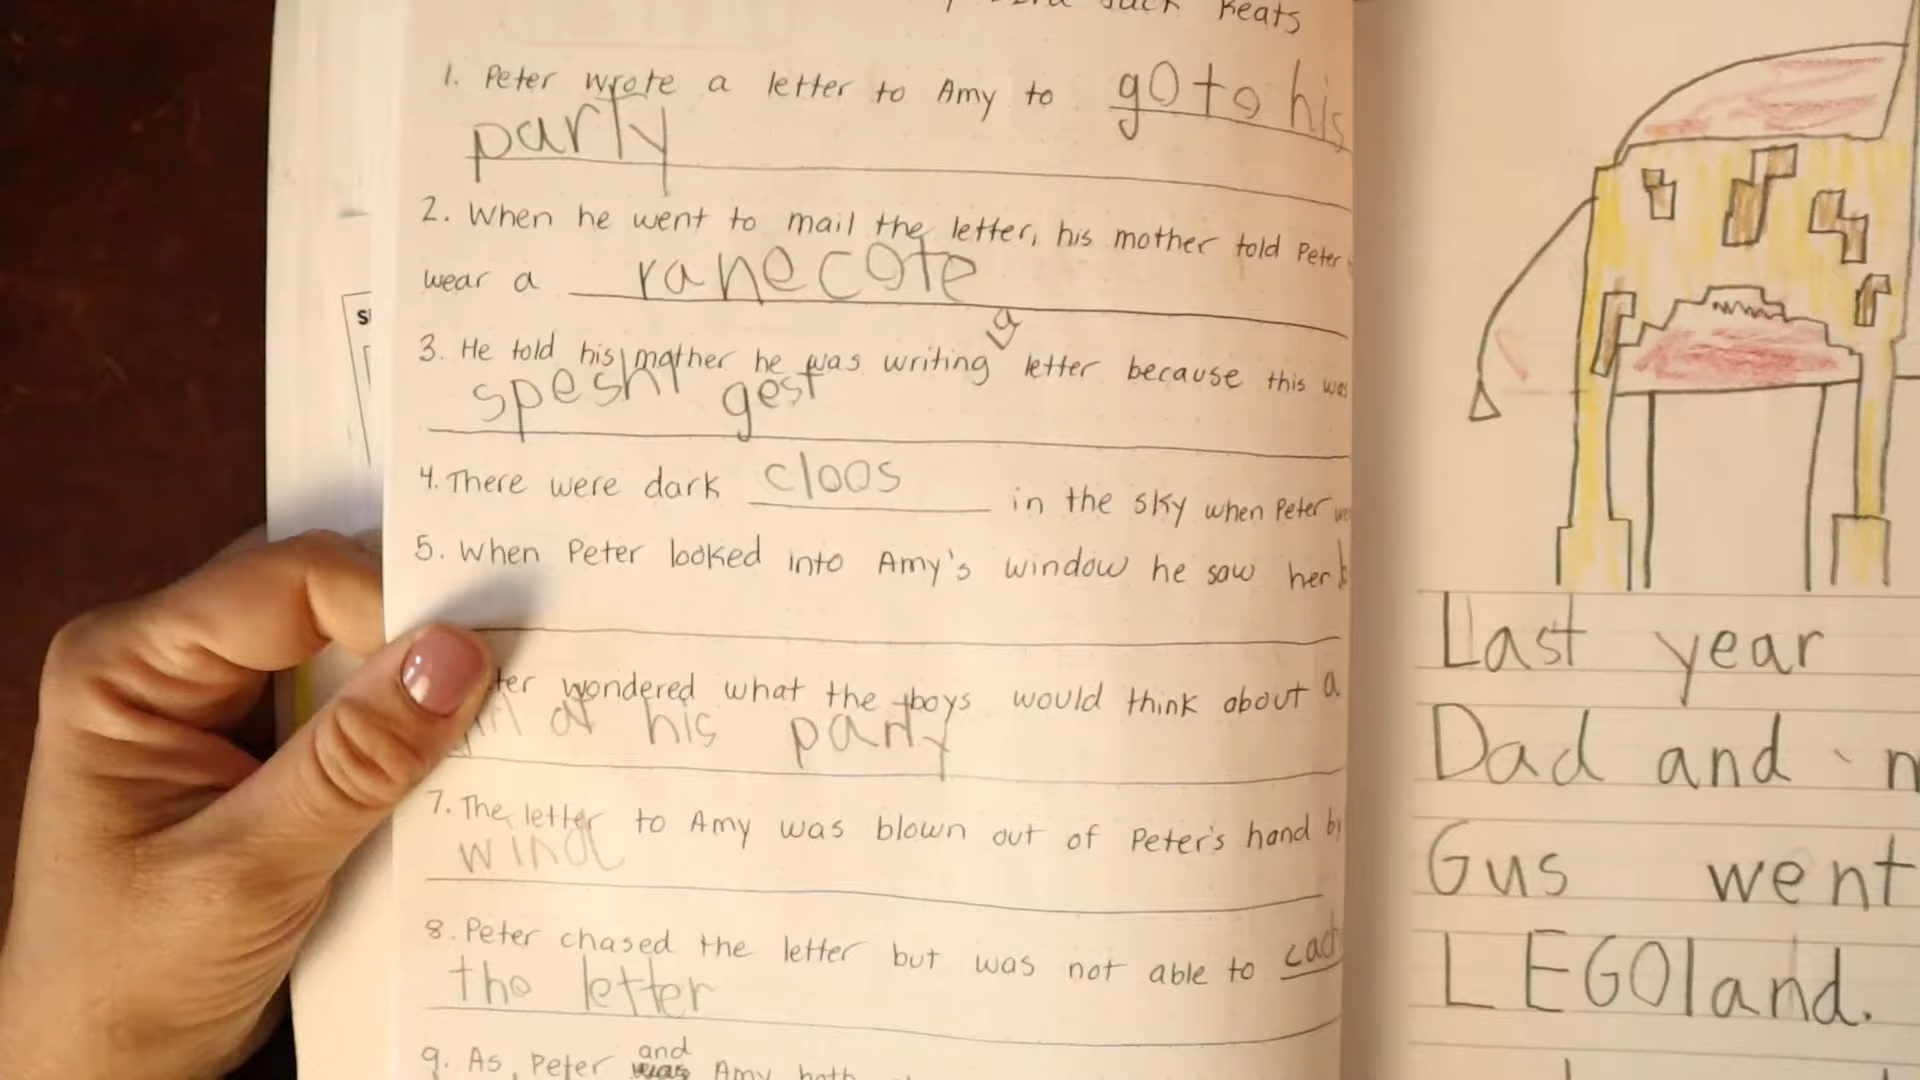 Jack Keats
1. Peter wrote a letter to Amy to go to his
party
2. When he went to mail the letter, his mother told Peter
wear a ranecote
a
3. He told his mother he was writing letter because this was
speshl gest
4. There were dark cloos in the sky when Peter
5. When Peter looked into Amy's window he saw her
wondered what the boys would think about a
at his party
7. The letter to Amy was blown out of Peter's hand by
wind
8. Peter chased the letter but was not able to
the letter
and
9. As Peter Amy both
Last year
Dad and
Gus went
LEGOland.